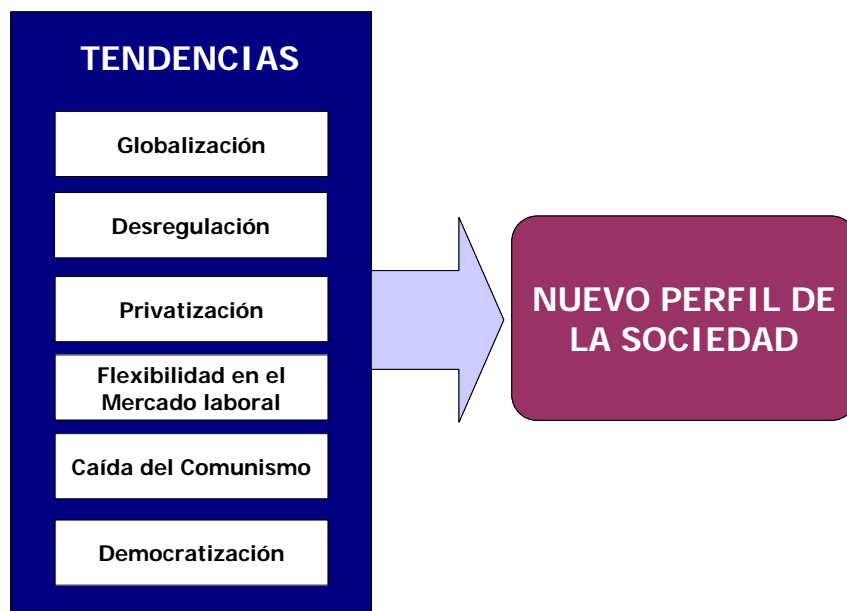 TENDENCIAS
Globalización
Desregulación
Privatización
Flexibilidad en el
Mercado laboral
Caída del Comunismo
Democratización
NUEVO PERFIL DE
LA SOCIEDAD